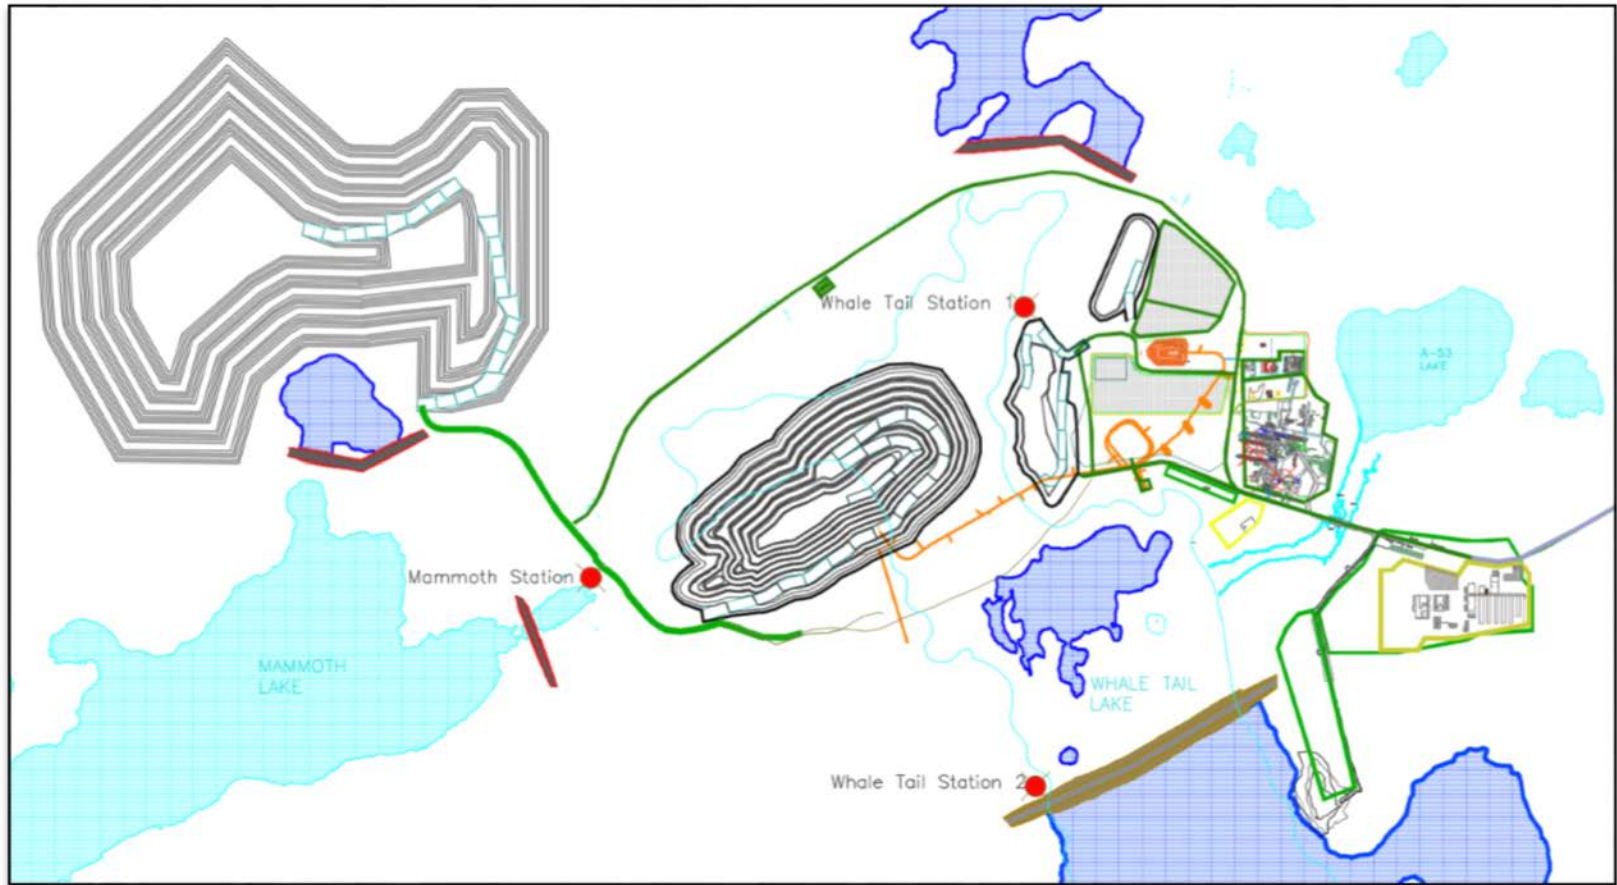 Whale Tail Station 1
A-53
LAKE
Mammoth Station
MAMMOTH
LAKE
WHALE TAIL
LAKE
Whale Tail Station 2